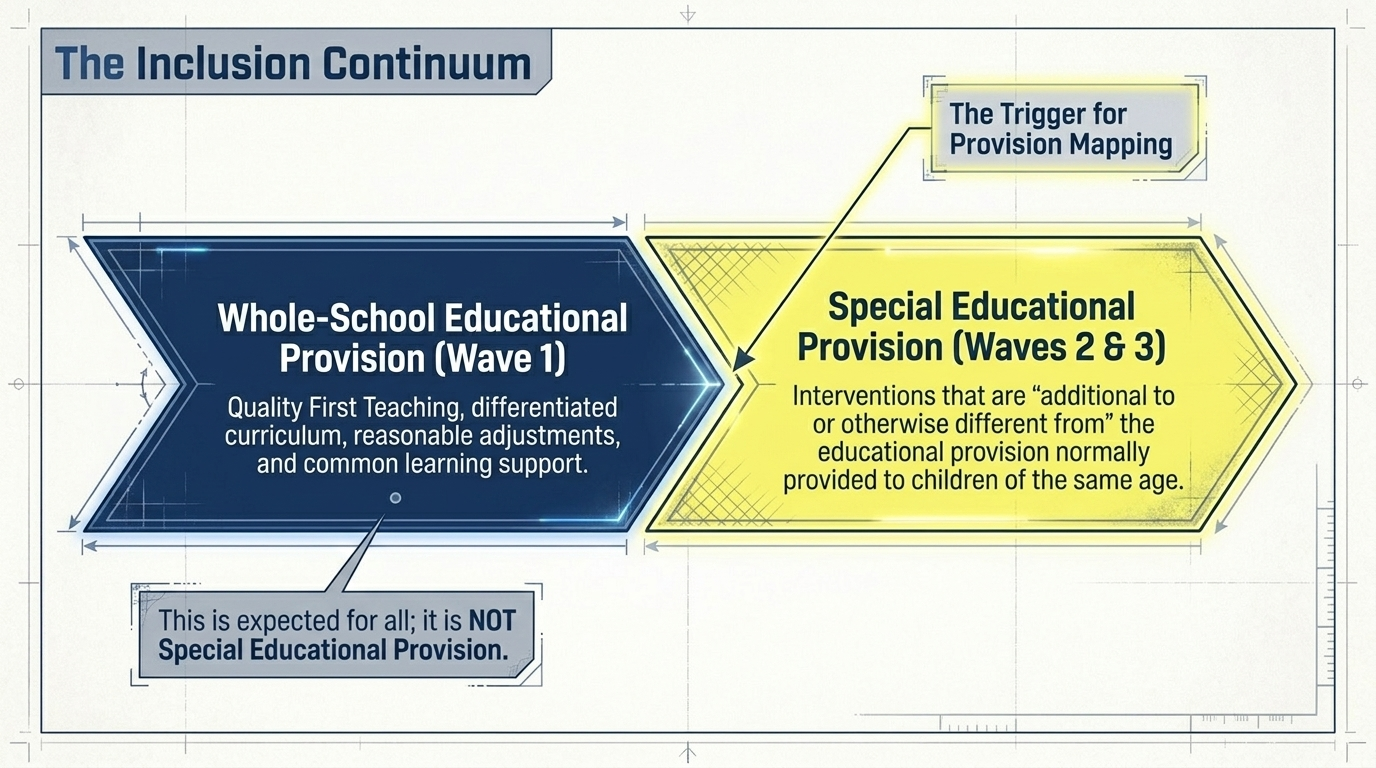 The Inclusion Continuum
The Trigger for
Provision Mapping
Whole-School Educational
Provision (Wave 1)
Quality First Teaching, differentiated
curriculum, reasonable adjustments,
and common learning support.
Special Educational
Provision (Waves 2 & 3)
Interventions that are “additional to
or otherwise different from” the
educational provision normally
provided to children of the same age.
This is expected for all; it is NOT
Special Educational Provision.